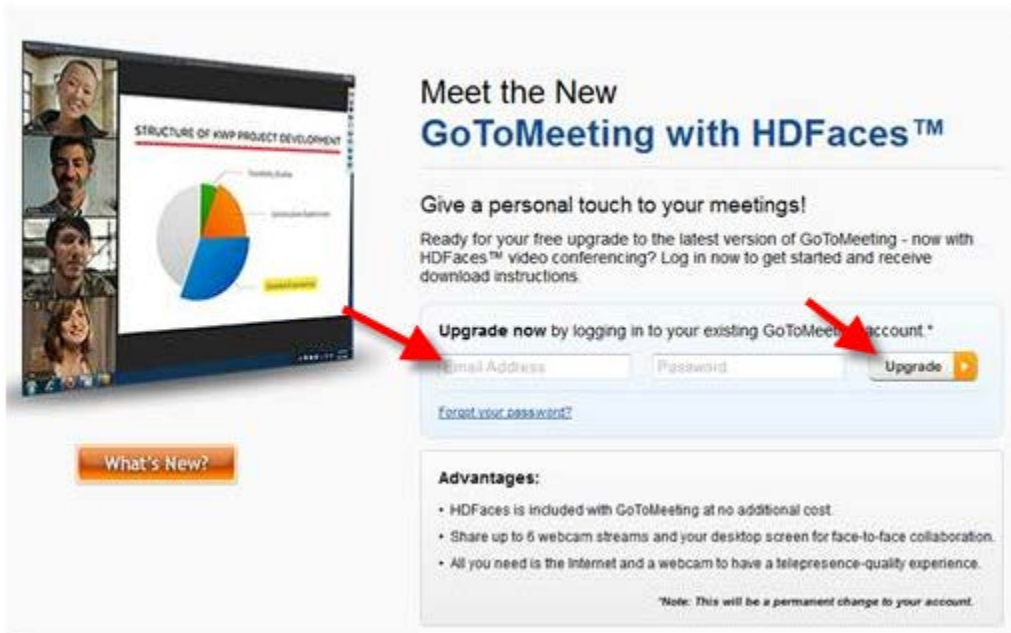 STRUCTURE OF KWP PROJECT DEVELOPMENT
Meet the New
GoToMeeting with HDFaces™
Give a personal touch to your meetings!
Ready for your free upgrade to the latest version of GoToMeeting - now with
HDFaces™ video conferencing? Log in now to get started and receive
download instructions.
Upgrade now by logging in to your existing GoToMeeti account.*
Email Address
Password
Upgrade
Forgot your password?
What's New?
Advantages:
• HDFaces is included with GoToMeeting at no additional cost.
• Share up to 6 webcam streams and your desktop screen for face-to-face collaboration.
• All you need is the Internet and a webcam to have a telepresence-quality experience.
*Note: This will be a permanent change to your account.